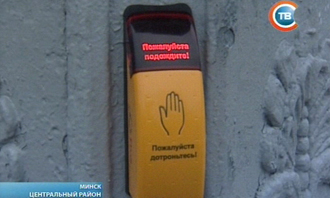 СТВ
Пожалуйста
подождите!
Пожалуйста
дотроньтесь!
МИНСК
ЦЕНТРАЛЬНЫЙ РАЙОН